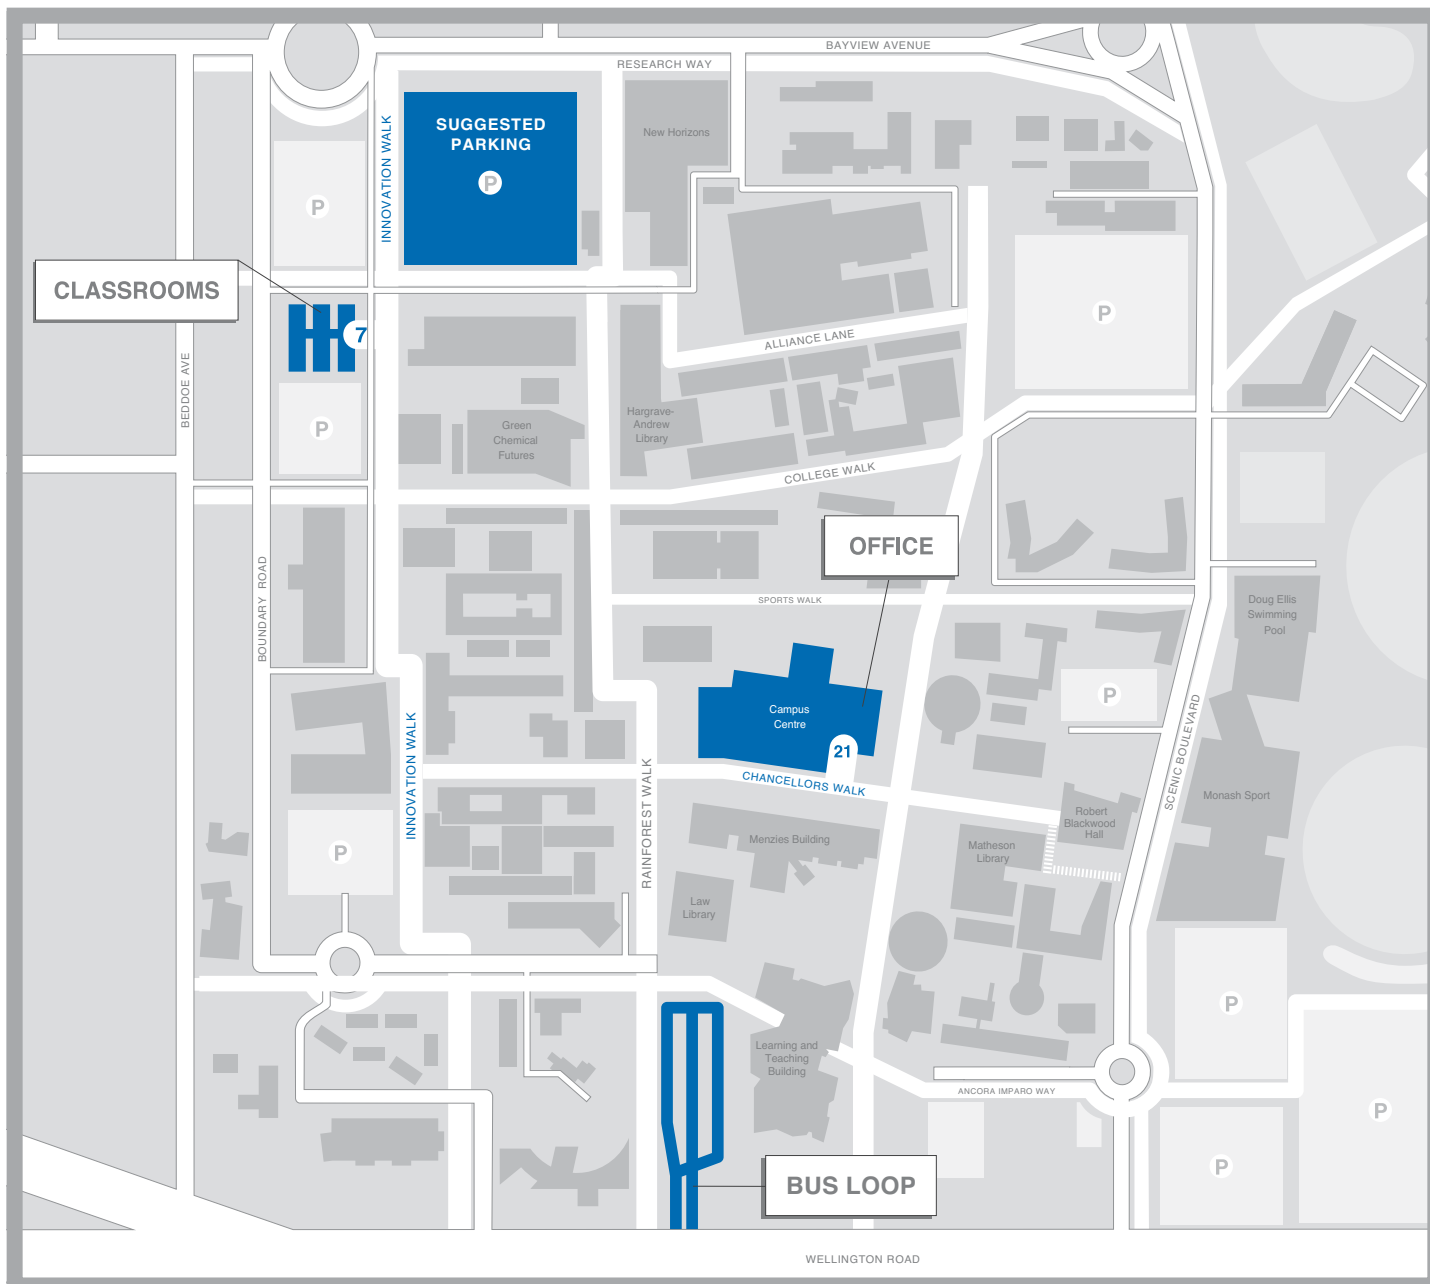 BAYVIEW AVENUE
RESEARCH WAY
SUGGESTED
PARKING
P
INNOVATION WALK
New Horizons
P
CLASSROOMS
7
P
ALLIANCE LANE
BEDDOE AVE
P
Green
Chemical
Futures
Hargrave-
Andrew
Library
COLLEGE WALK
OFFICE
BOUNDARY ROAD
SPORTS WALK
Doug Ellis
Swimming
Pool
P
Campus
Centre
21
CHANCELLORS WALK
INNOVATION WALK
RAINFOREST WALK
SCENIC BOULEVARD
Monash Sport
Robert
Blackwood
Hall
Menzies Building
Matheson
Library
P
Law
Library
P
Learning and
Teaching
Building
ANCORA IMPARO WAY
P
P
BUS LOOP
WELLINGTON ROAD